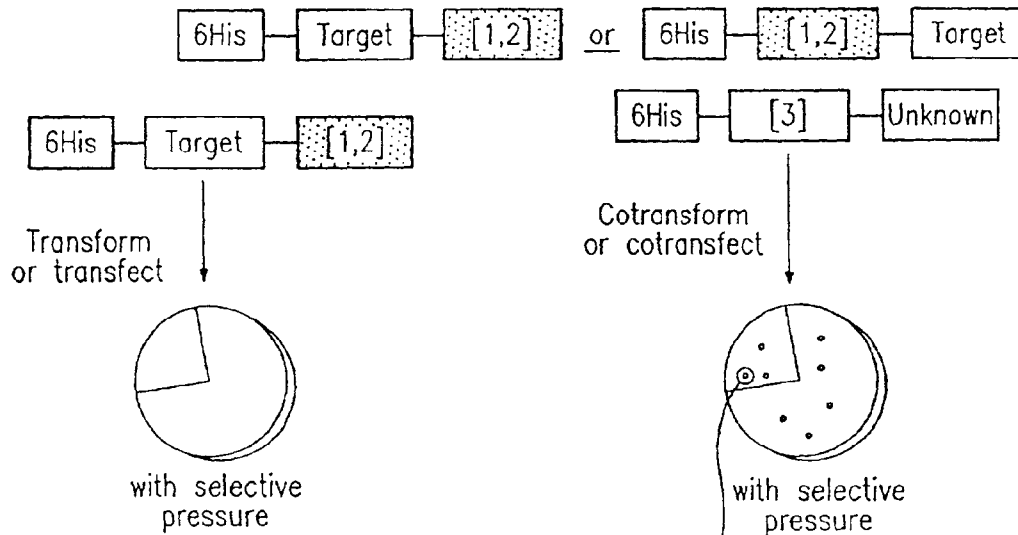 6His Target [1,2] or 6His [1,2] Target
6His [3] Unknown
6His Target [1,2]
Transform
or transfect
Cotransform
or cotransfect
with selective
pressure
with selective
pressure